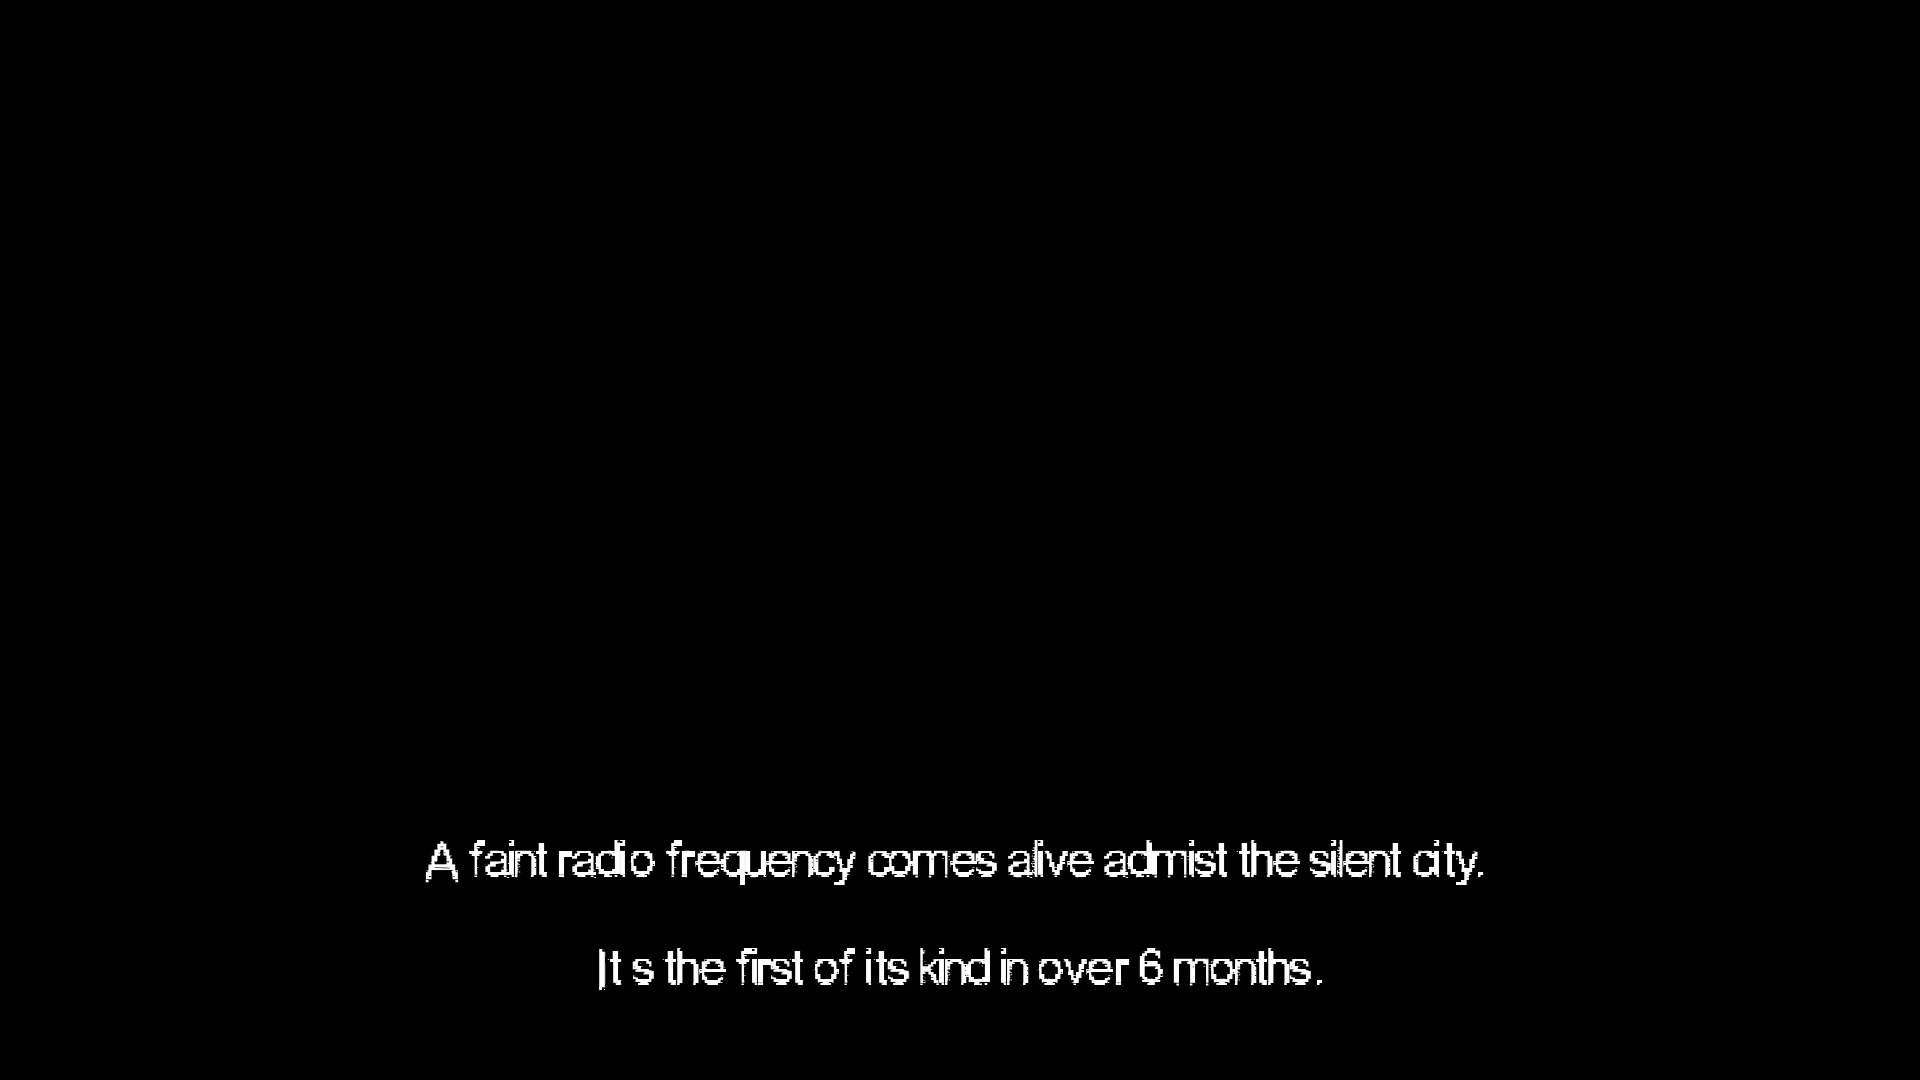 A faint radio frequency comes alive admist the silent city.
It s the first of its kind in over 6 months.